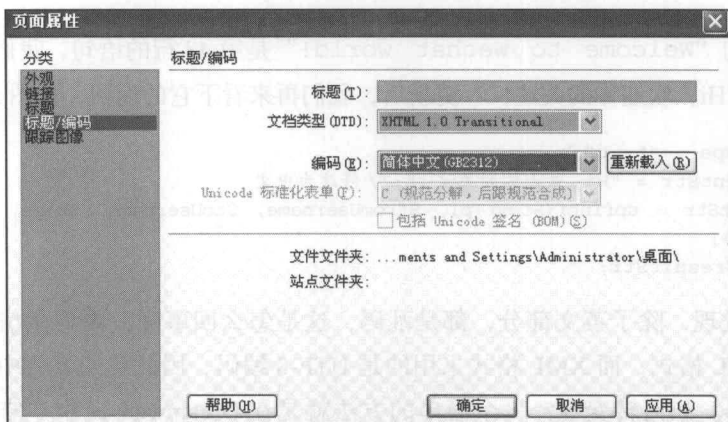 页面属性
分类
外观
链接
标题
标题/编码
跟踪图像
标题/编码
标题(T):
文档类型(DTD): XHTML 1.0 Transitional
编码(E): 简体中文(GB2312) 重新载入(R)
Unicode 标准化表单(F): C (规范分解,后跟规范合成)
包括 Unicode 签名 (BOM)(S)
文件文件夹: ...ments and Settings\Administrator\桌面\
站点文件夹:
帮助(H) 确定 取消 应用(A)